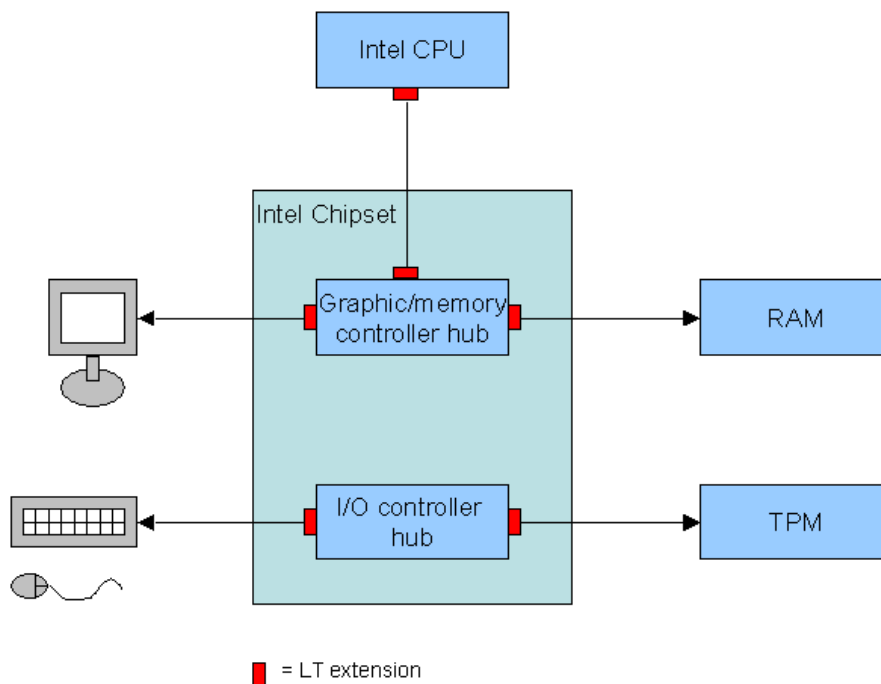 Intel CPU
Intel Chipset
Graphic/memory
controller hub
RAM
I/O controller
hub
TPM
= LT extension